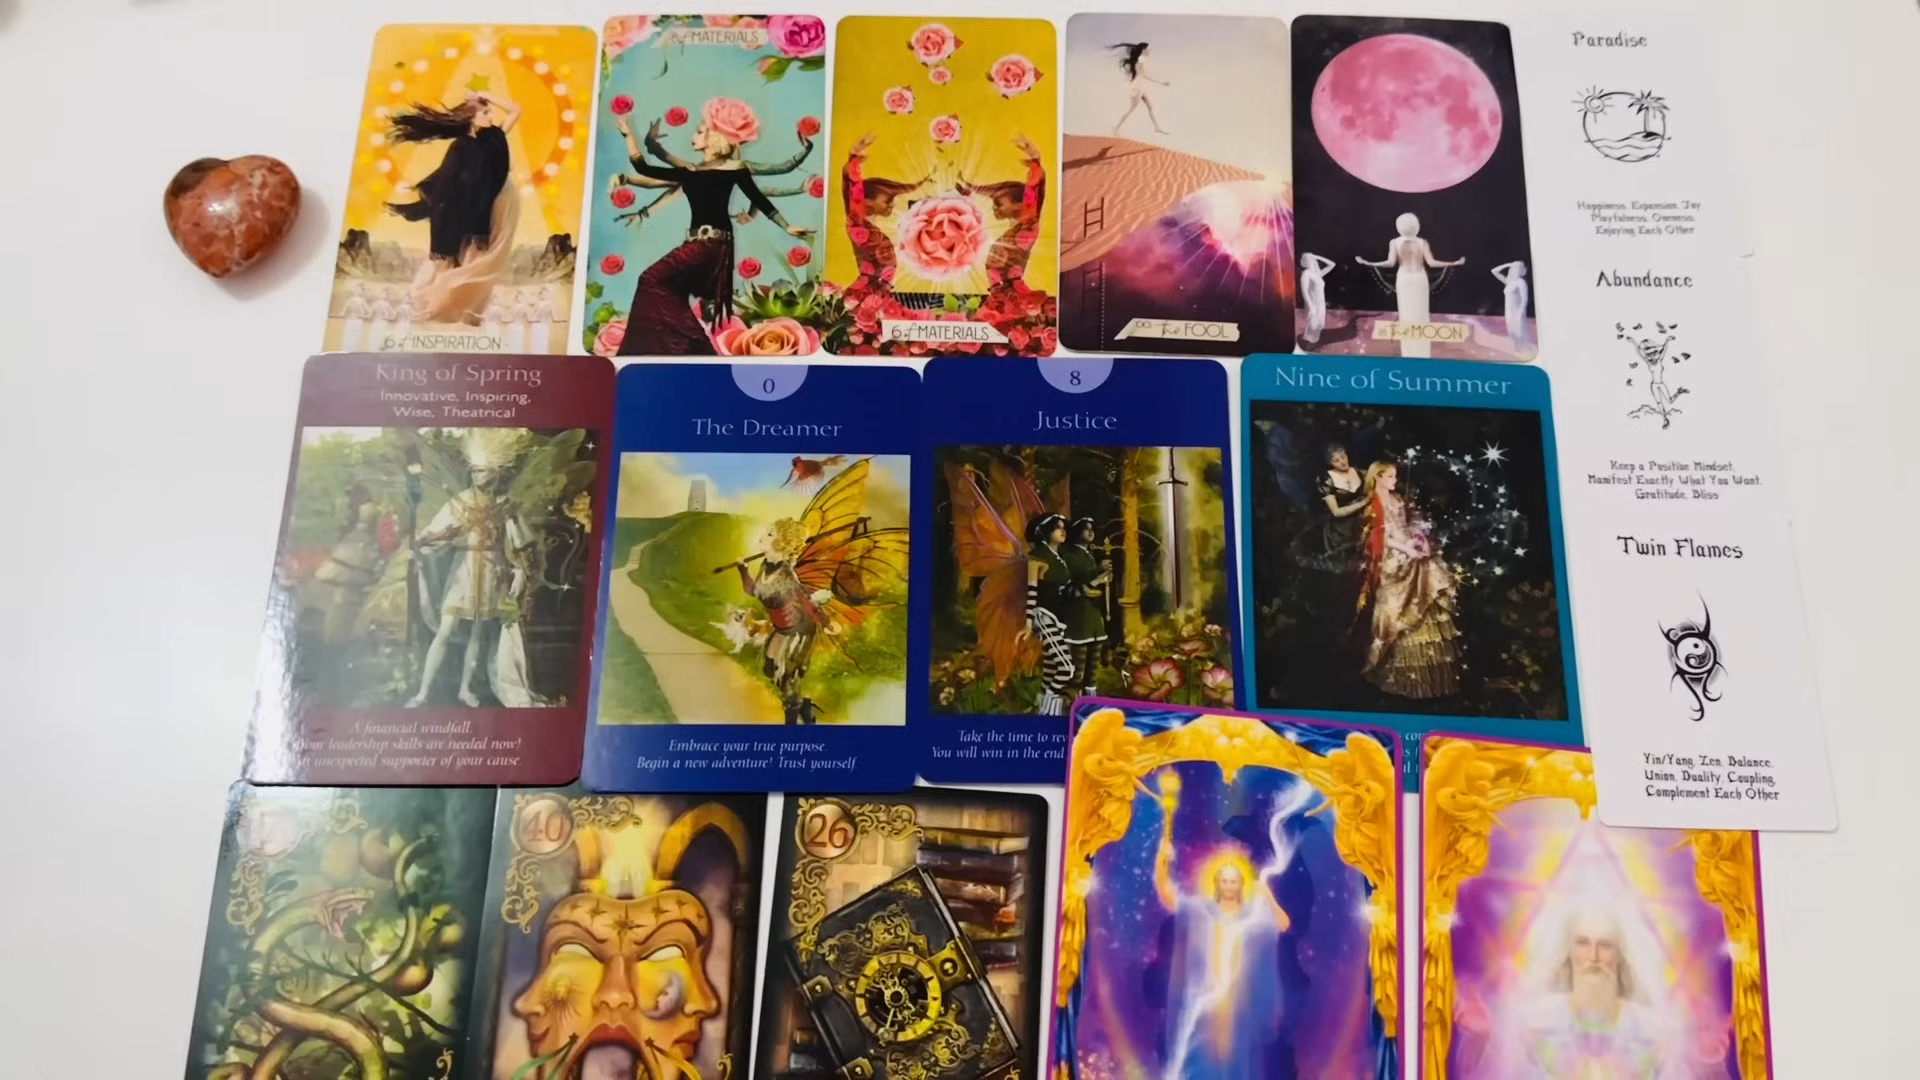 6 of INSPIRATION
8 of MATERIALS
6 of MATERIALS
00. the FOOL
the MOON
Paradise
Happiness, Expansion, Joy
Playfulness, Oneness,
Enjoying Each Other
Abundance
Keep a Positive Mindset,
Manifest Exactly What You Want,
Gratitude, Bliss
Twin Flames
Yin/Yang, Zen, Balance,
Union, Duality, Coupling,
Complement Each Other
King of Spring
Innovative, Inspiring,
Wise, Theatrical
A financial windfall.
Your leadership skills are needed now!
An unexpected supporter of your cause.
0
The Dreamer
Embrace your true purpose.
Begin a new adventure! Trust yourself.
8
Justice
Take the time to
You will win in the end
Nine of Summer
40
26